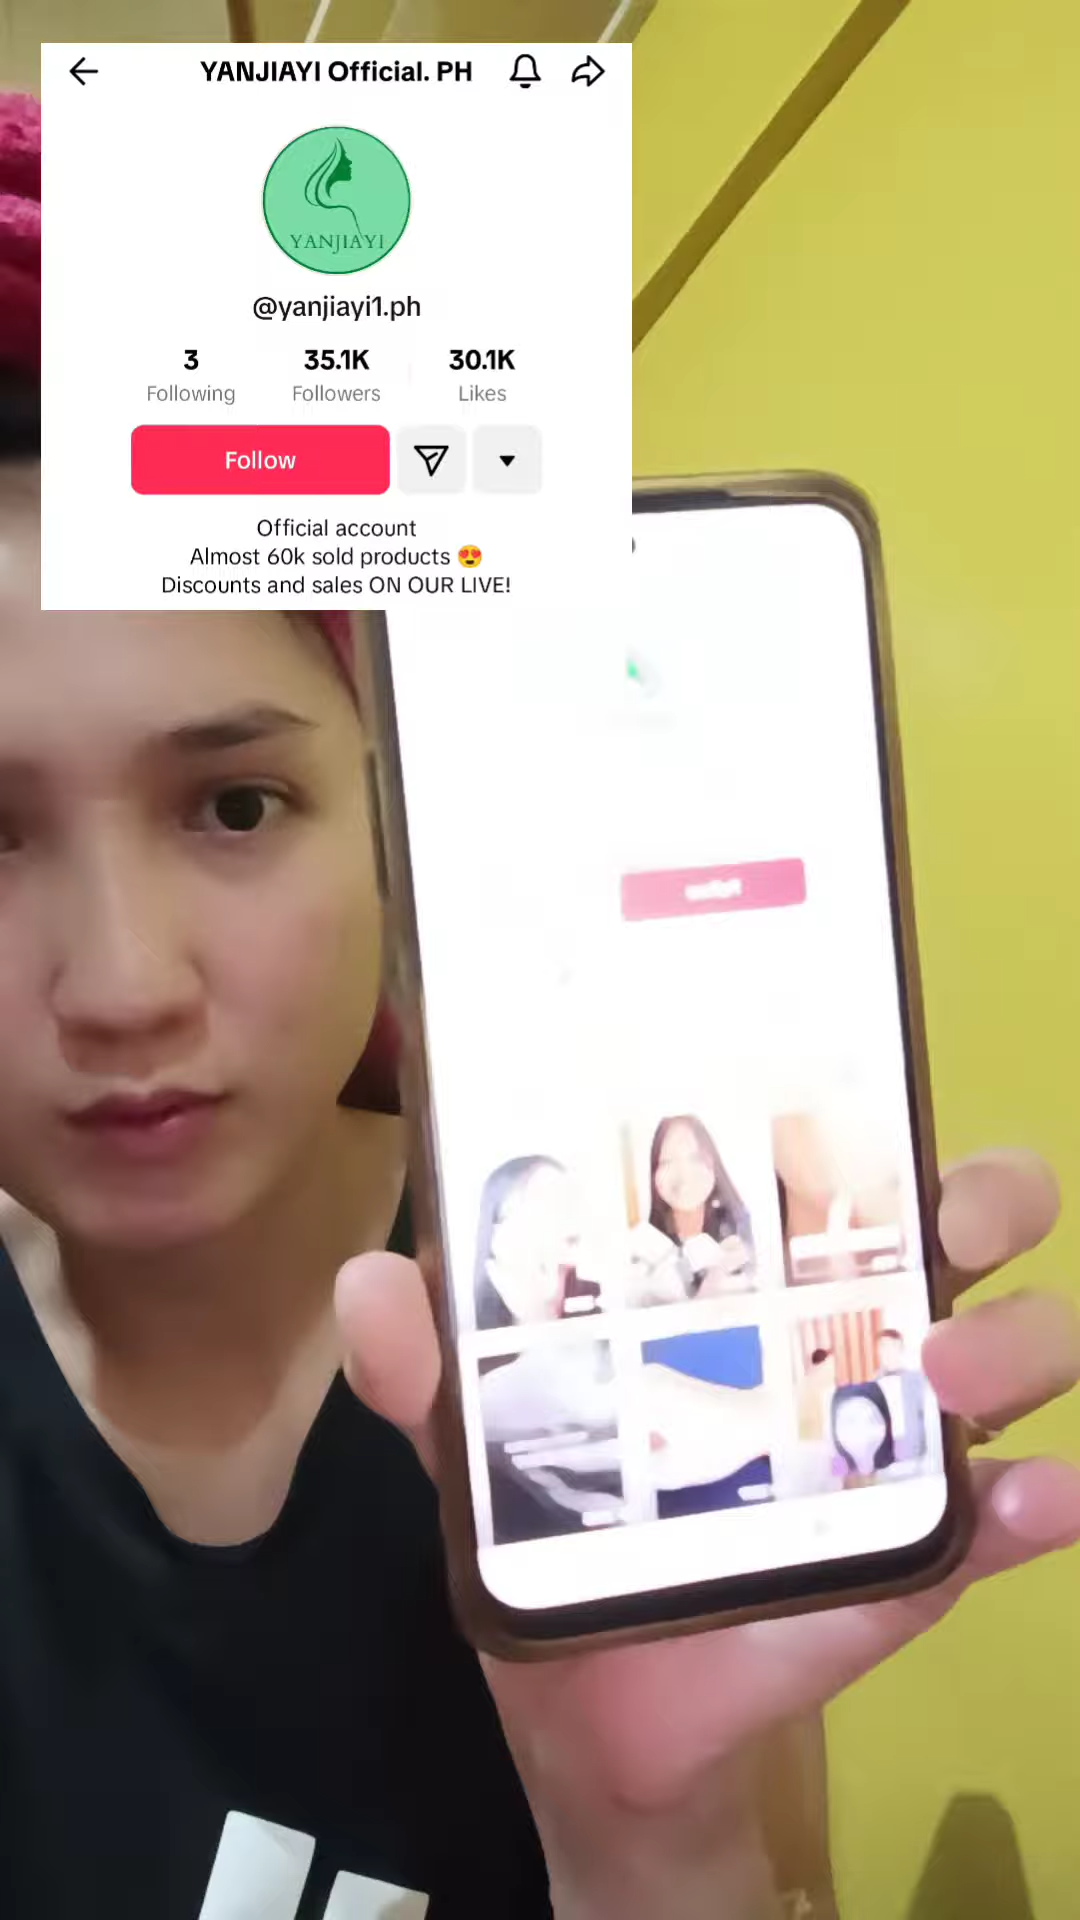 YANJIAYI Official. PH
YANJIAYI
@yanjiayi1.ph
3
Following
35.1K
Followers
30.1K
Likes
Follow
Official account
Almost 60k sold products 😍
Discounts and sales ON OUR LIVE!